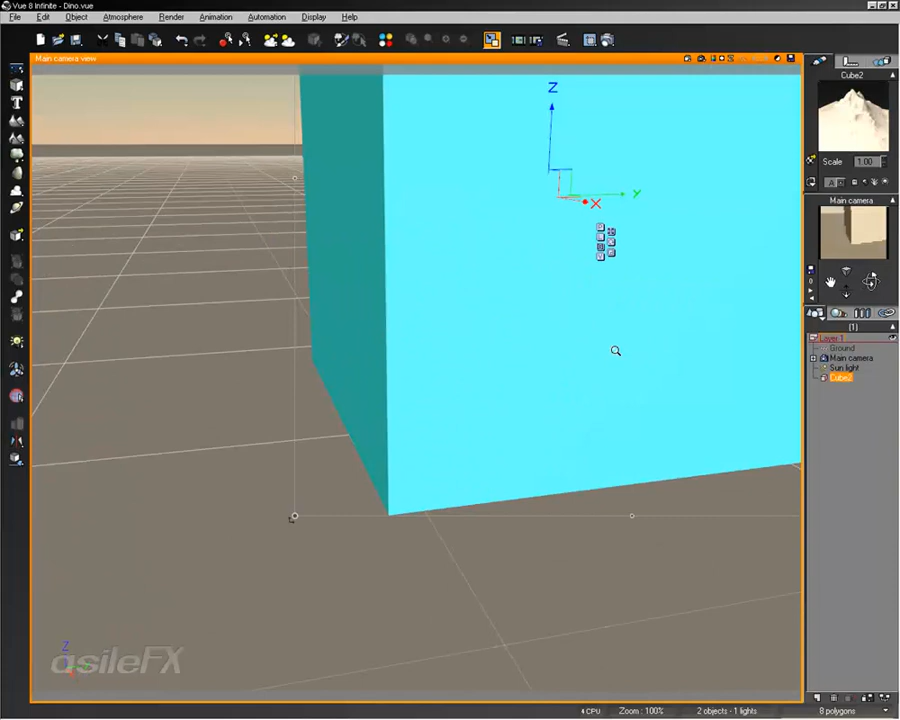 Vue 8 Infinite - Dino.vue
File Edit Object Atmosphere Render Animation Automation Display Help
Main camera view
Cube2
Scale 1.00
Main camera
(1)
Layer 1
Ground
Main camera
Sun light
Cube2
Z
Y
X
T
Z
asileFX
CPU Zoom : 100% 2 objects - 1 lights 8 polygons